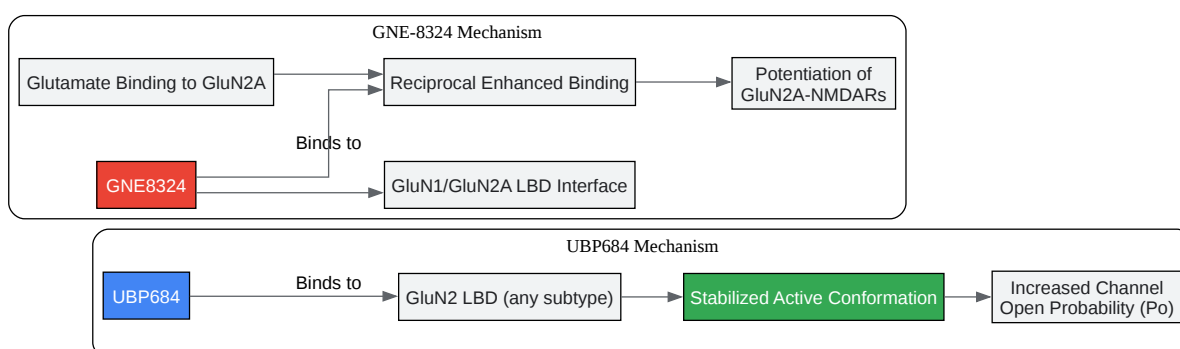 GNE-8324 Mechanism
Glutamate Binding to GluN2A
Reciprocal Enhanced Binding
Potentiation of
GluN2A-NMDARs
Binds to
GNE8324
GluN1/GluN2A LBD Interface
UBP684 Mechanism
UBP684
Binds to
GluN2 LBD (any subtype)
Stabilized Active Conformation
Increased Channel
Open Probability (Po)